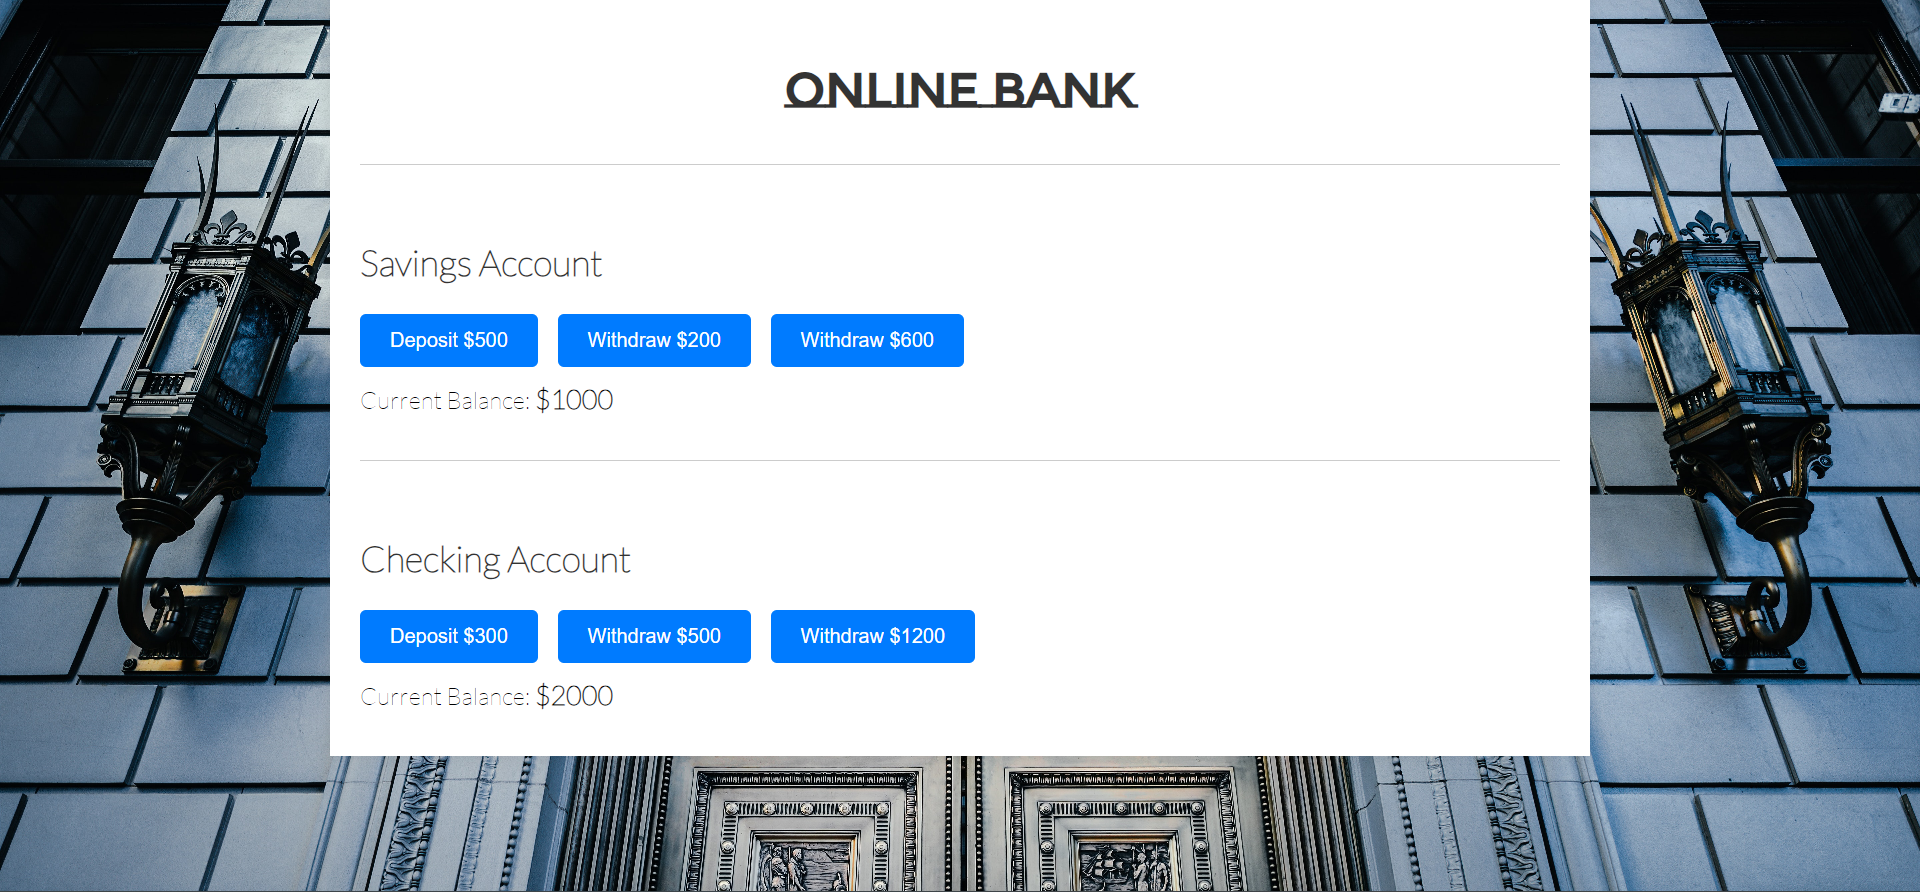 ONLINE BANK
Savings Account
Deposit $500 Withdraw $200 Withdraw $600
Current Balance: $1000
Checking Account
Deposit $300 Withdraw $500 Withdraw $1200
Current Balance: $2000